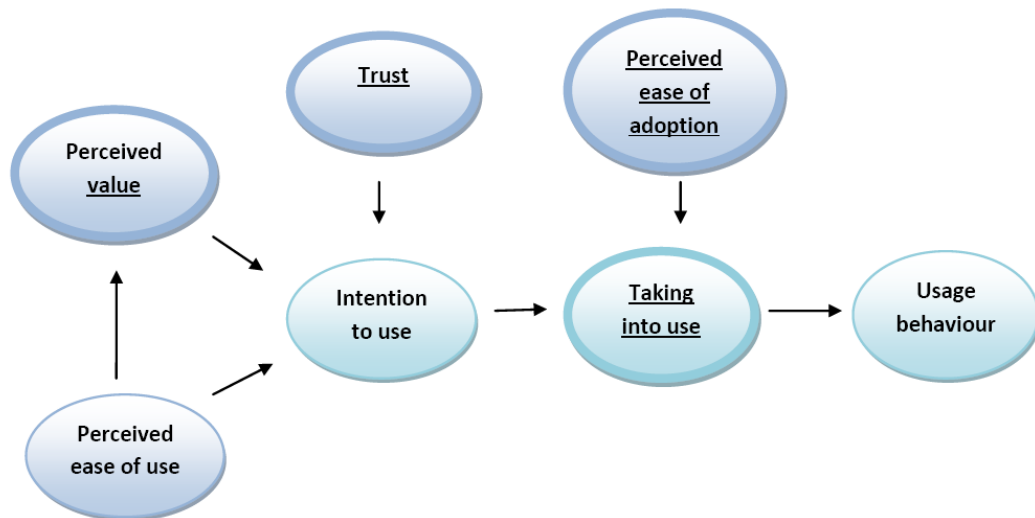 Trust
Perceived
ease of
adoption
Perceived
value
Intention
to use
Taking
into use
Usage
behaviour
Perceived
ease of use